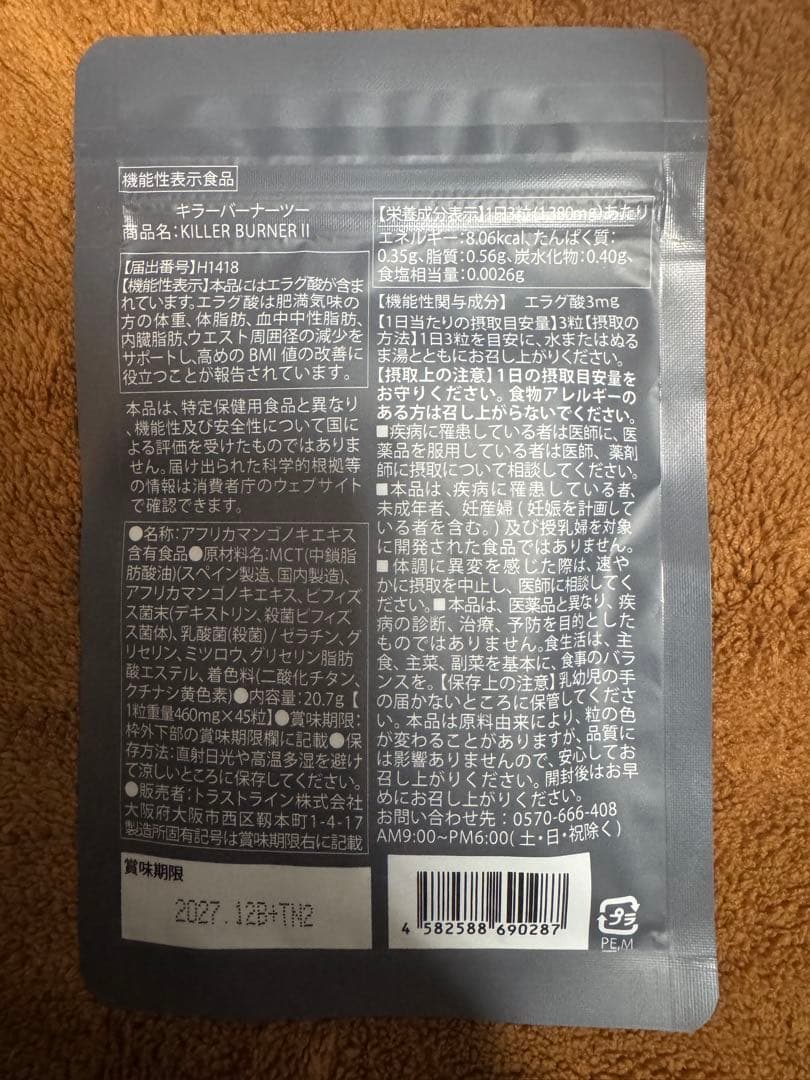 機能性表示食品
キラーバーナーツー
商品名:KILLER BURNER II
【届出番号】H1418
【機能性表示】本品にはエラグ酸が含ま
れています。エラグ酸は肥満気味の
方の体重、体脂肪、血中中性脂肪、
内臓脂肪、ウエスト周囲径の減少を
サポートし、高めの BMI 値の改善に
役立つことが報告されています。
本品は、特定保健用食品と異なり
、機能性及び安全性について国に
よる評価を受けたものではありま
せん。届け出られた科学的根拠等
の情報は消費者庁のウェブサイト
で確認できます。
●名称:アフリカマンゴノキエキス
含有食品●原材料名:MCT(中鎖脂
肪酸油)(スペイン製造、国内製造)、
アフリカマンゴノキエキス、ビフィズ
ス菌末(デキストリン、殺菌ビフィズ
ス菌体)、乳酸菌(殺菌) / ゼラチン、グ
リセリン、ミツロウ、グリセリン脂肪
酸エステル、着色料(二酸化チタン、
クチナシ黄色素)●内容量:20.7g【
1粒重量460mg×45粒】●賞味期限:
枠外下部の賞味期限欄に記載●保
存方法:直射日光や高温多湿を避け
て涼しいところに保存してください。
●販売者:トラストライン株式会社
大阪府大阪市西区靱本町1-4-17
製造所固有記号は賞味期限右に記載
賞味期限
2027.12B+TN2
【栄養成分表示】1日3粒(1,380mg)あたり
エネルギー:8.06kcal、たんぱく質:
0.35g、脂質:0.56g、炭水化物:0.40g、
食塩相当量:0.0026g
【機能性関与成分】 エラグ酸3mg
【1日当たりの摂取目安量】3粒【摂取の
方法】1日3粒を目安に、水またはぬる
ま湯とともにお召し上がりください。
【摂取上の注意】1日の摂取目安量を
お守りください。食物アレルギーの
ある方は召し上がらないでください。
■疾病に罹患している者は医師に、医
薬品を服用している者は医師、薬剤
師に摂取について相談してください。
■本品は、疾病に罹患している者、
未成年者、妊産婦(妊娠を計画して
いる者を含む。)及び授乳婦を対象
に開発された食品ではありません。
■体調に異変を感じた際は、速や
かに摂取を中止し、医師に相談してく
ださい。■本品は、医薬品と異なり、疾
病の診断、治療、予防を目的とした
ものではありません。食生活は、主
食、主菜、副菜を基本に、食事のバラ
ンスを。【保存上の注意】乳幼児の手
の届かないところに保管してくださ
い。本品は原料由来により、粒の色
が変わることがありますが、品質に
は影響ありませんので、安心してお
召し上がりください。開封後はお早
めにお召し上がりください。
お問い合わせ先:0570-666-408
AM9:00~PM6:00(土・日・祝除く)
4 582588 690287
プラ
PE,M